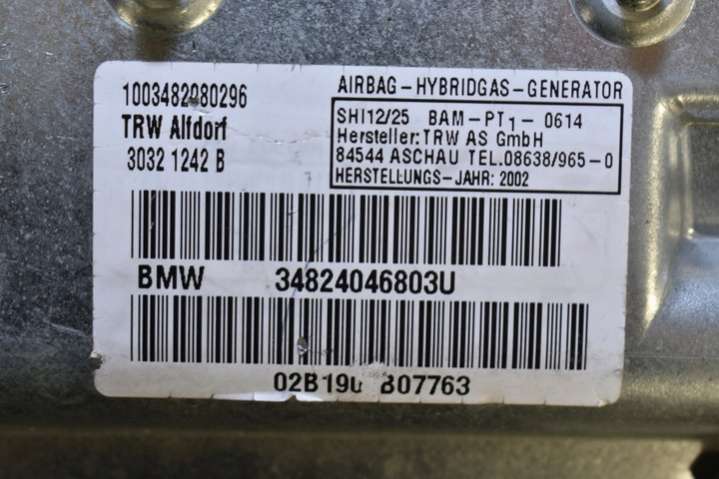 1003482080296
TRW Alfdorf
3032 1242 B
AIRBAG-HYBRIDGAS-GENERATOR
SHI12/25 BAM-PT1- 0614
Hersteller:TRW AS GmbH
84544 ASCHAU TEL.08638/965-0
HERSTELLUNGS-JAHR: 2002
BMW 34824046803U
B07763